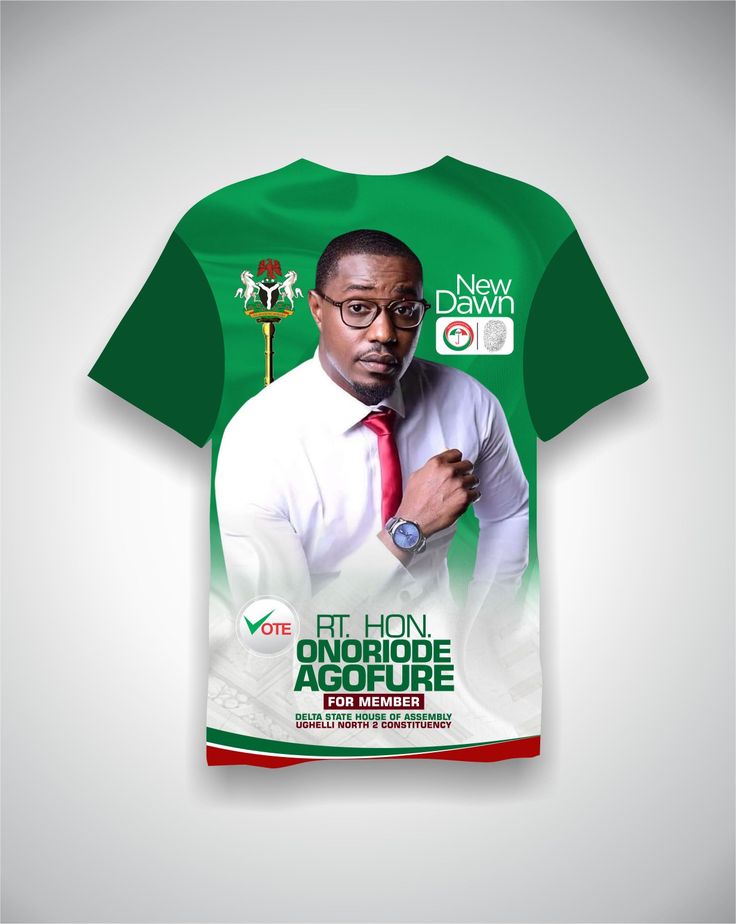 New
Dawn
VOTE
RT. HON.
ONORIODE
AGOFURE
FOR MEMBER
DELTA STATE HOUSE OF ASSEMBLY
UGHELLI NORTH 2 CONSTITUENCY